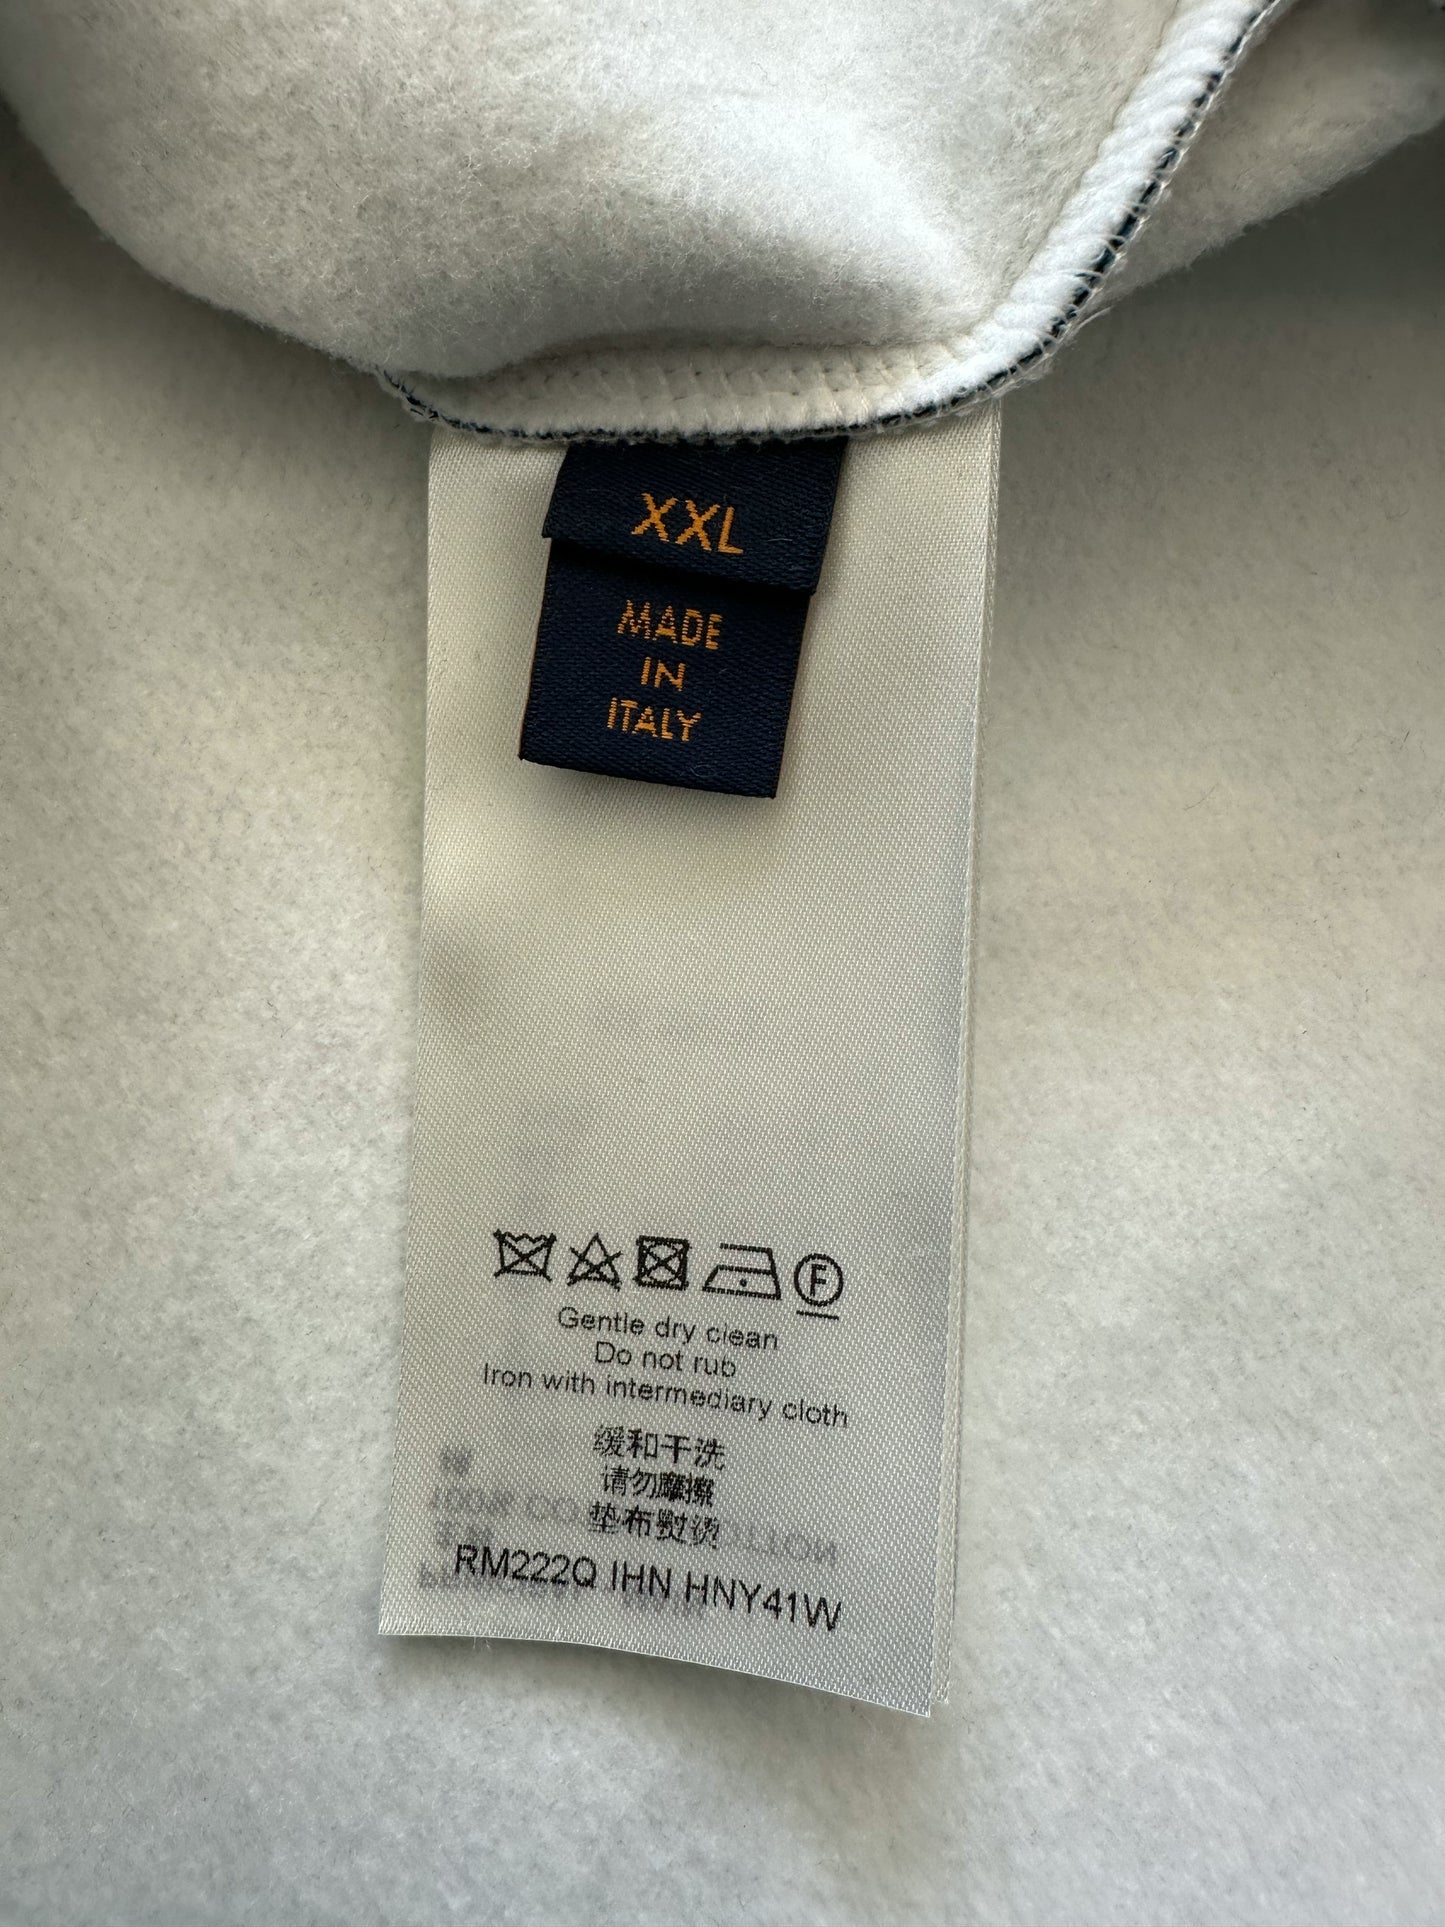 XXL
MADE
IN
ITALY
F
Gentle dry clean
Do not rub
Iron with intermediary cloth
缓和干洗
请勿摩擦
垫布熨烫
RM222Q IHN HNY41W